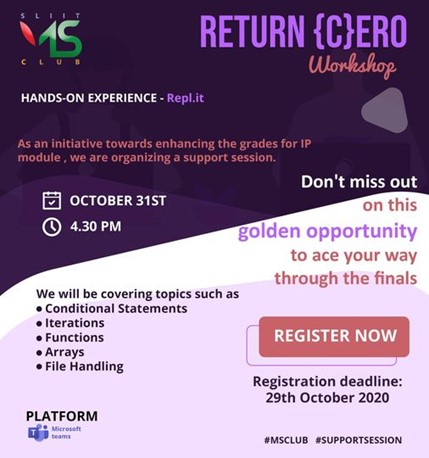 SLIIT
MS
CLUB
RETURN {C}ERO
Workshop
HANDS-ON EXPERIENCE - Repl.it
As an initiative towards enhancing the grades for IP
module , we are organizing a support session.
OCTOBER 31ST
4.30 PM
Don't miss out
on this
golden opportunity
to ace your way
through the finals
We will be covering topics such as
• Conditional Statements
• Iterations
• Functions
• Arrays
• File Handling
REGISTER NOW
Registration deadline:
29th October 2020
PLATFORM
Microsoft
teams
#MSCLUB #SUPPORTSESSION